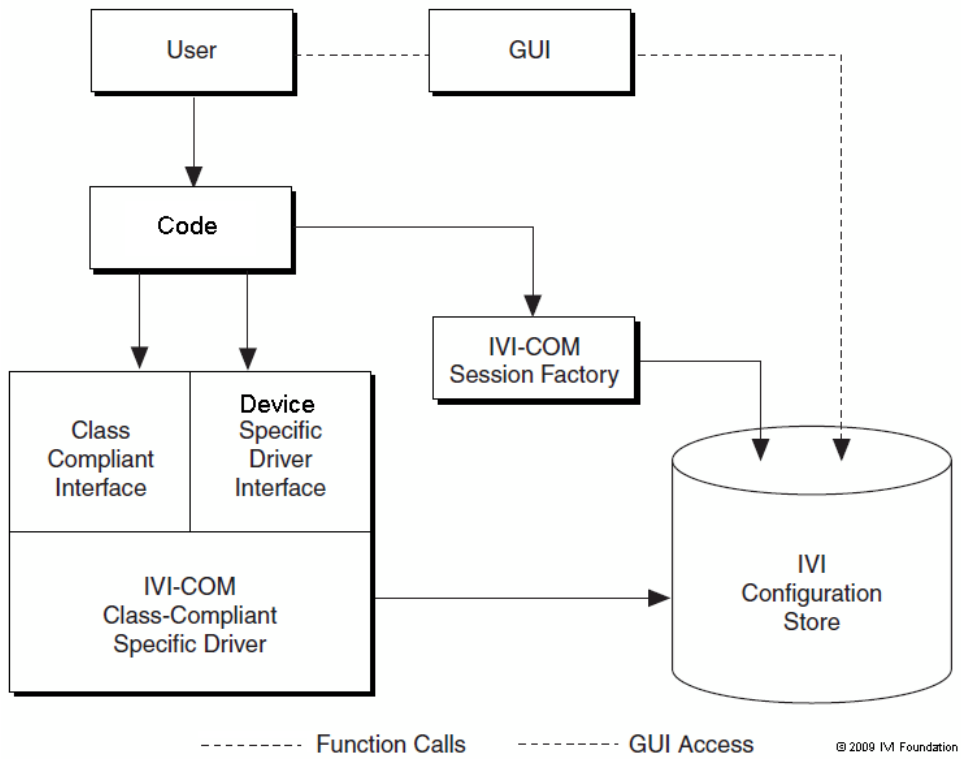 User
GUI
Code
IVI-COM
Session Factory
Class
Compliant
Interface
Device
Specific
Driver
Interface
IVI-COM
Class-Compliant
Specific Driver
IVI
Configuration
Store
Function Calls
GUI Access
© 2009 IVI Foundation